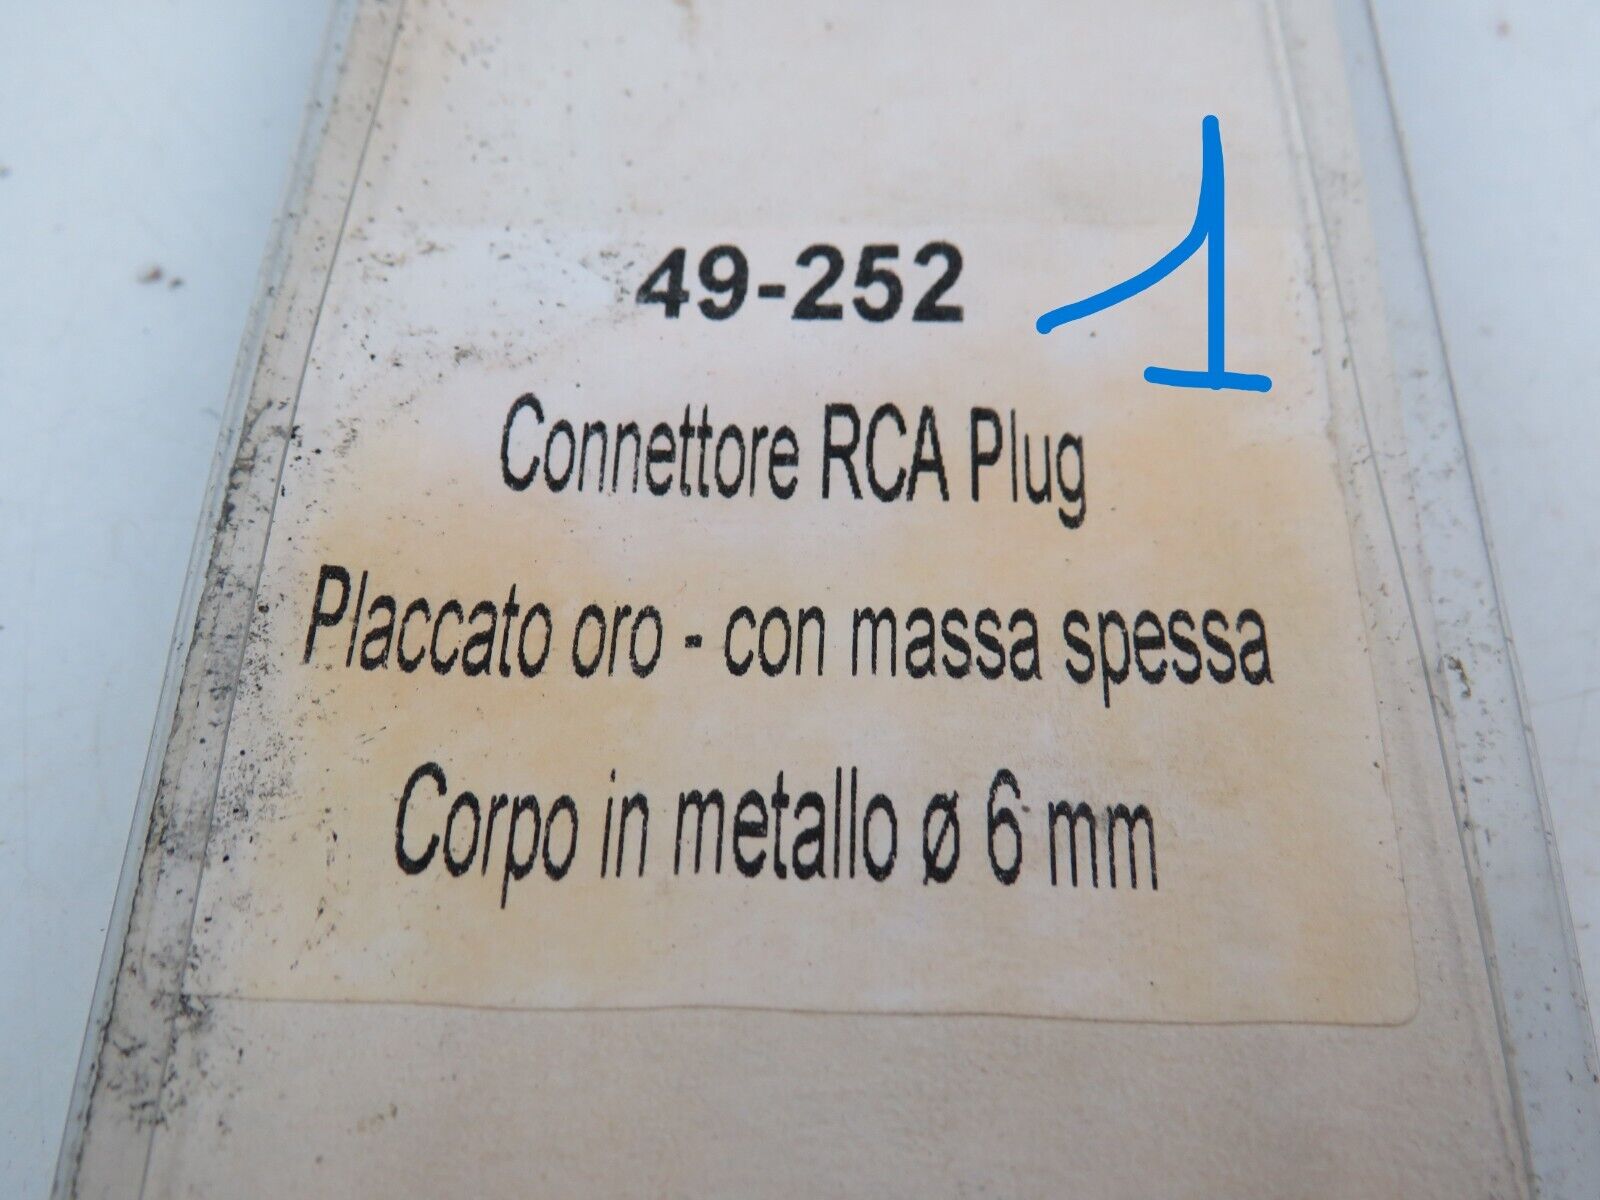 49-252 1
Connettore RCA Plug
Placcato oro - con massa spessa
Corpo in metallo ø 6 mm